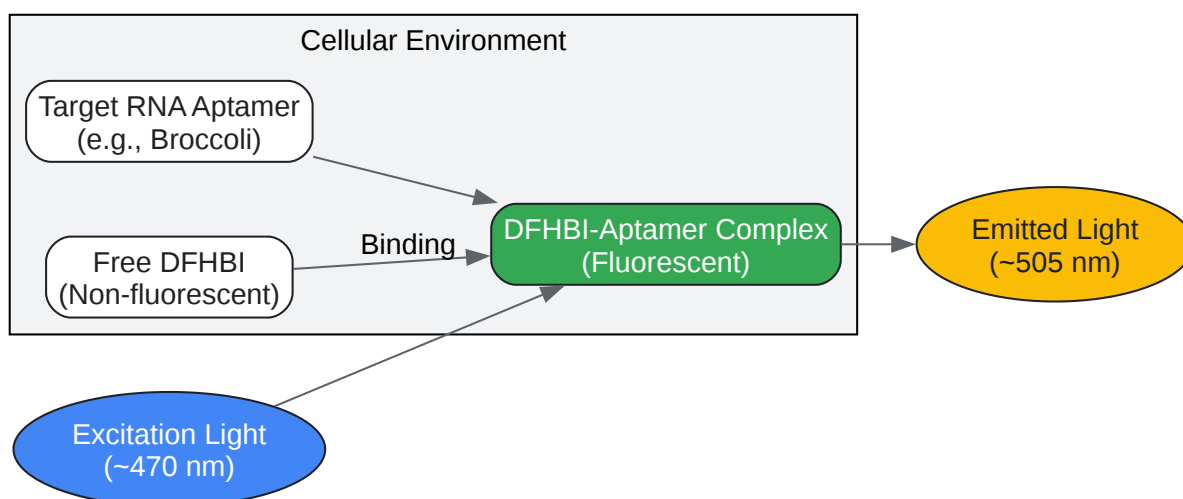 Cellular Environment
Target RNA Aptamer
(e.g., Broccoli)
Free DFHBI
(Non-fluorescent)
Binding
DFHBI-Aptamer Complex
(Fluorescent)
Emitted Light
(~505 nm)
Excitation Light
(~470 nm)